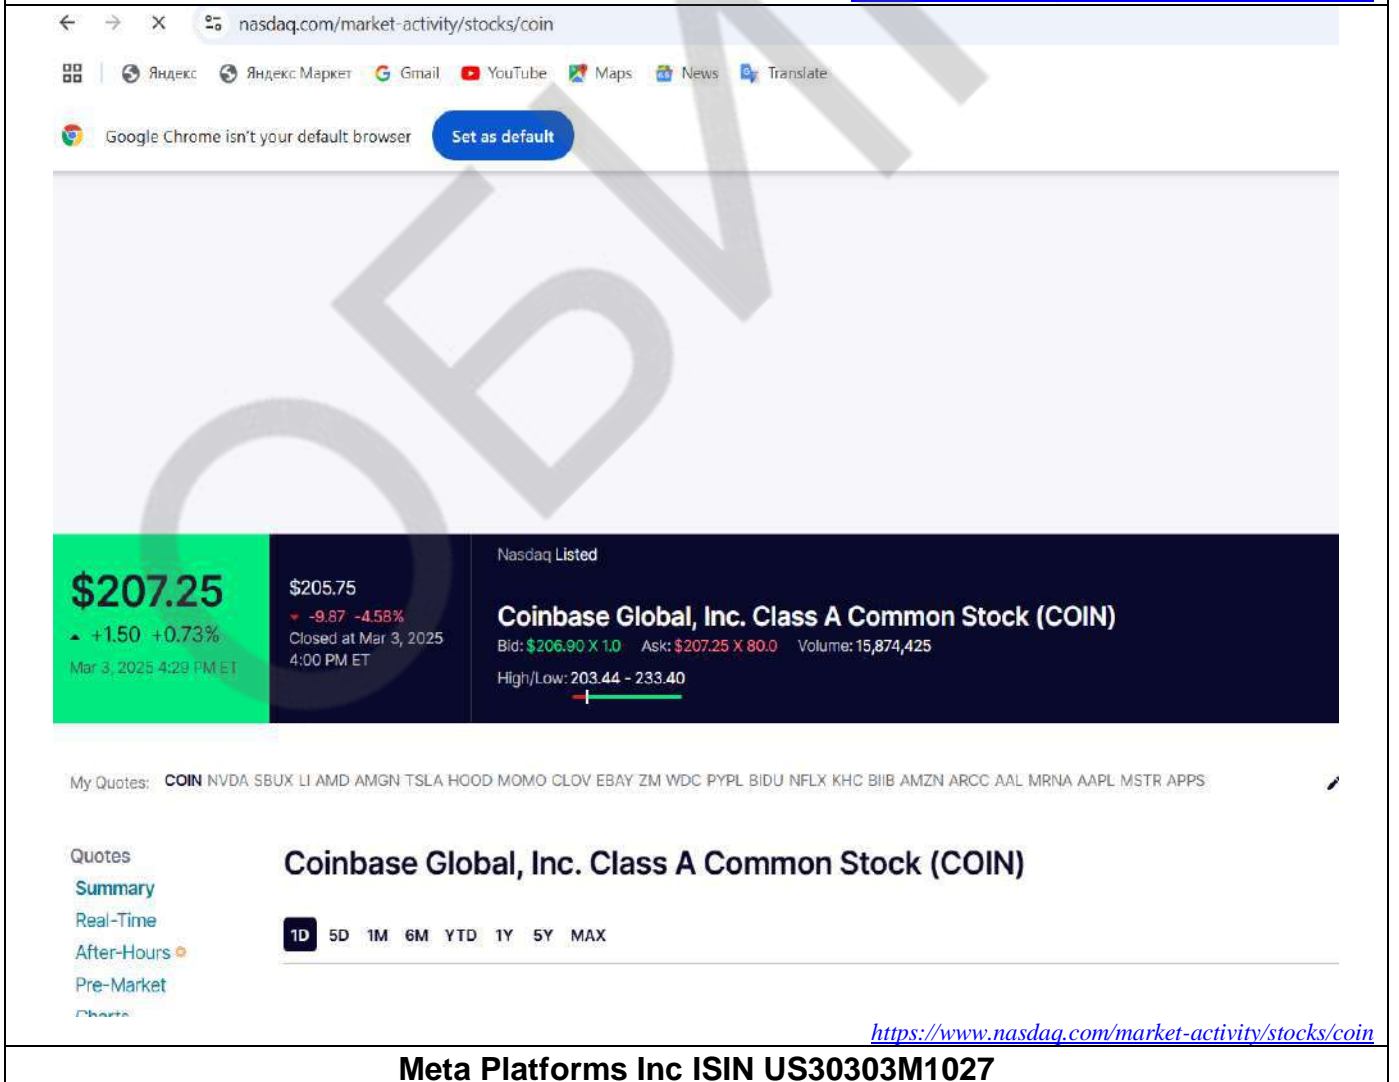 nasdaq.com/market-activity/stocks/coin
Яндекс Яндекс Маркет Gmail YouTube Maps News Translate
Google Chrome isn't your default browser Set as default
$207.25
+1.50 +0.73%
Mar 3, 2025 4:29 PM ET
$205.75
-9.87 -4.58%
Closed at Mar 3, 2025
4:00 PM ET
Nasdaq Listed
Coinbase Global, Inc. Class A Common Stock (COIN)
Bid: $206.90 X 1.0 Ask: $207.25 X 80.0 Volume: 15,874,425
High/Low: 203.44 - 233.40
My Quotes: COIN NVDA SBUX LI AMD AMGN TSLA HOOD MOMO CLOV EBAY ZM WDC PYPL BIDU NFLX KHC BIIB AMZN ARCC AAL MRNA AAPL MSTR APPS
Quotes
Summary
Real-Time
After-Hours
Pre-Market
Charts
Coinbase Global, Inc. Class A Common Stock (COIN)
1D 5D 1M 6M YTD 1Y 5Y MAX
https://www.nasdaq.com/market-activity/stocks/coin
Meta Platforms Inc ISIN US30303M1027